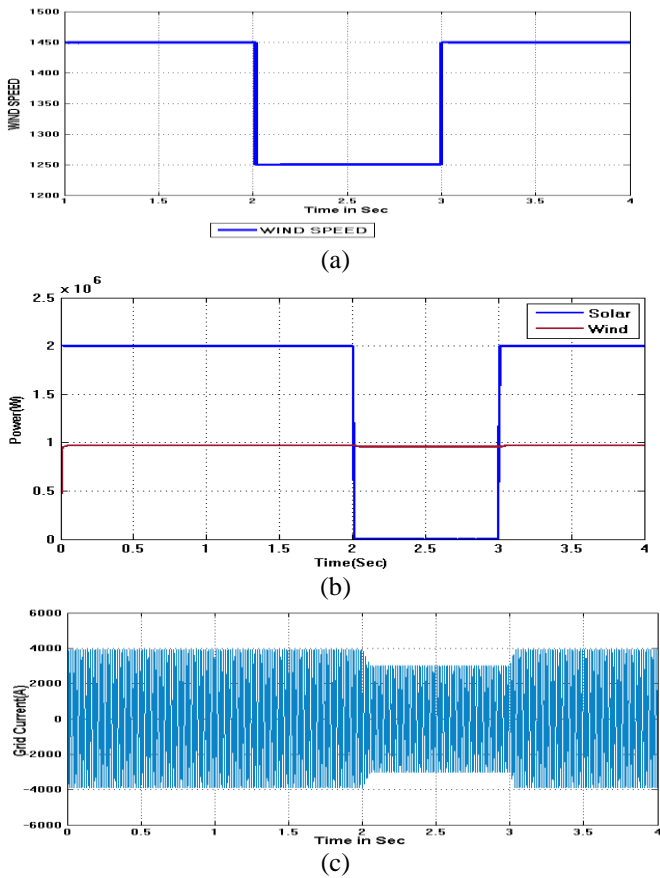 1500
1450
1400
1350
1300
1250
1200
WIND SPEED
1 1.5 2 2.5 3 3.5 4
Time in Sec
WIND SPEED
(a)
× 10^6
2.5
2
1.5
1
0.5
0
Power(W)
Solar
Wind
0 0.5 1 1.5 2 2.5 3 3.5 4
Time(Sec)
(b)
6000
4000
2000
0
-2000
-4000
-6000
Grid Current(A)
0 0.5 1 1.5 2 2.5 3 3.5 4
Time in Sec
(c)